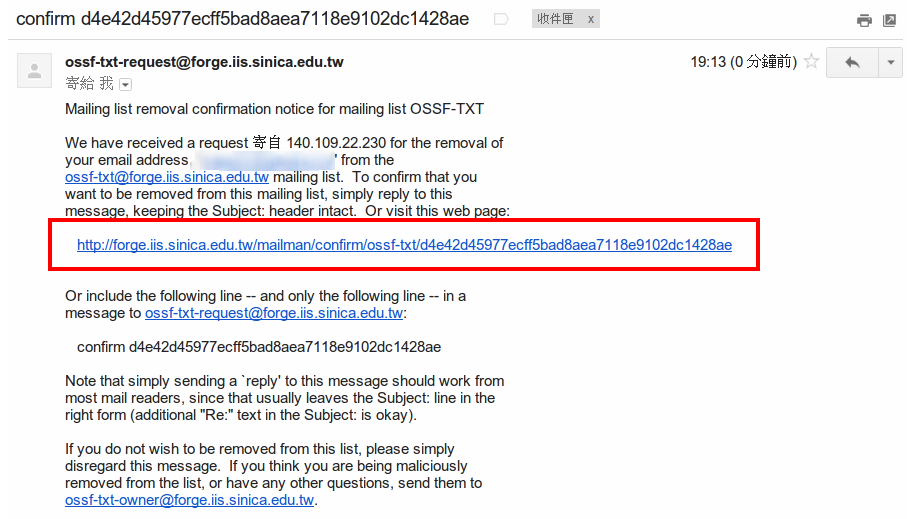 confirm d4e42d45977ecff5bad8aea7118e9102dc1428ae
收件匣 x
ossf-txt-request@forge.iis.sinica.edu.tw
19:13 (0 分鐘前)
寄給 我
Mailing list removal confirmation notice for mailing list OSSF-TXT
We have received a request 寄自 140.109.22.230 for the removal of
your email address, ' from the
ossf-txt@forge.iis.sinica.edu.tw mailing list. To confirm that you
want to be removed from this mailing list, simply reply to this
message, keeping the Subject: header intact. Or visit this web page:
http://forge.iis.sinica.edu.tw/mailman/confirm/ossf-txt/d4e42d45977ecff5bad8aea7118e9102dc1428ae
Or include the following line -- and only the following line -- in a
message to ossf-txt-request@forge.iis.sinica.edu.tw:
confirm d4e42d45977ecff5bad8aea7118e9102dc1428ae
Note that simply sending a `reply' to this message should work from
most mail readers, since that usually leaves the Subject: line in the
right form (additional "Re:" text in the Subject: is okay).
If you do not wish to be removed from this list, please simply
disregard this message. If you think you are being maliciously
removed from the list, or have any other questions, send them to
ossf-txt-owner@forge.iis.sinica.edu.tw.